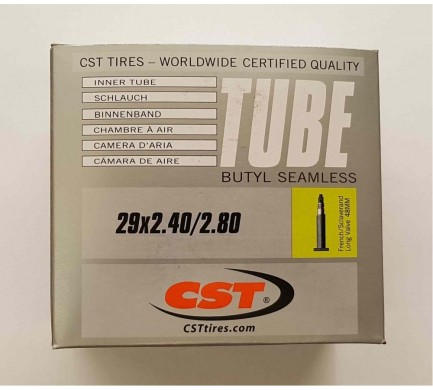 CST TIRES – WORLDWIDE CERTIFIED QUALITY
INNER TUBE
SCHLAUCH
BINNENBAND
CHAMBRE À AIR
CAMERA D'ARIA
CÁMARA DE AIRE
TUBE
BUTYL SEAMLESS
29x2.40/2.80
French/Sclaverand
Long Valve 48MM
CST®
CSTtires.com